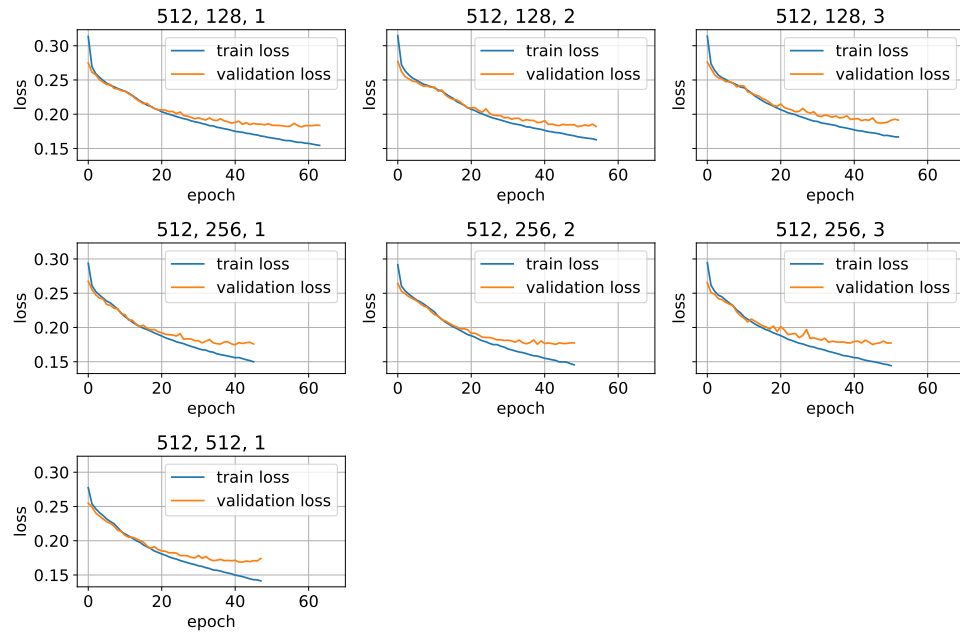 512, 128, 1
512, 128, 2
512, 128, 3
0.30
0.25
0.20
0.15
loss
train loss
validation loss
0
20
40
60
epoch
loss
train loss
validation loss
0
20
40
60
epoch
loss
train loss
validation loss
0
20
40
60
epoch
512, 256, 1
512, 256, 2
512, 256, 3
0.30
0.25
0.20
0.15
loss
train loss
validation loss
0
20
40
60
epoch
loss
train loss
validation loss
0
20
40
60
epoch
loss
train loss
validation loss
0
20
40
60
epoch
512, 512, 1
0.30
0.25
0.20
0.15
loss
train loss
validation loss
0
20
40
60
epoch